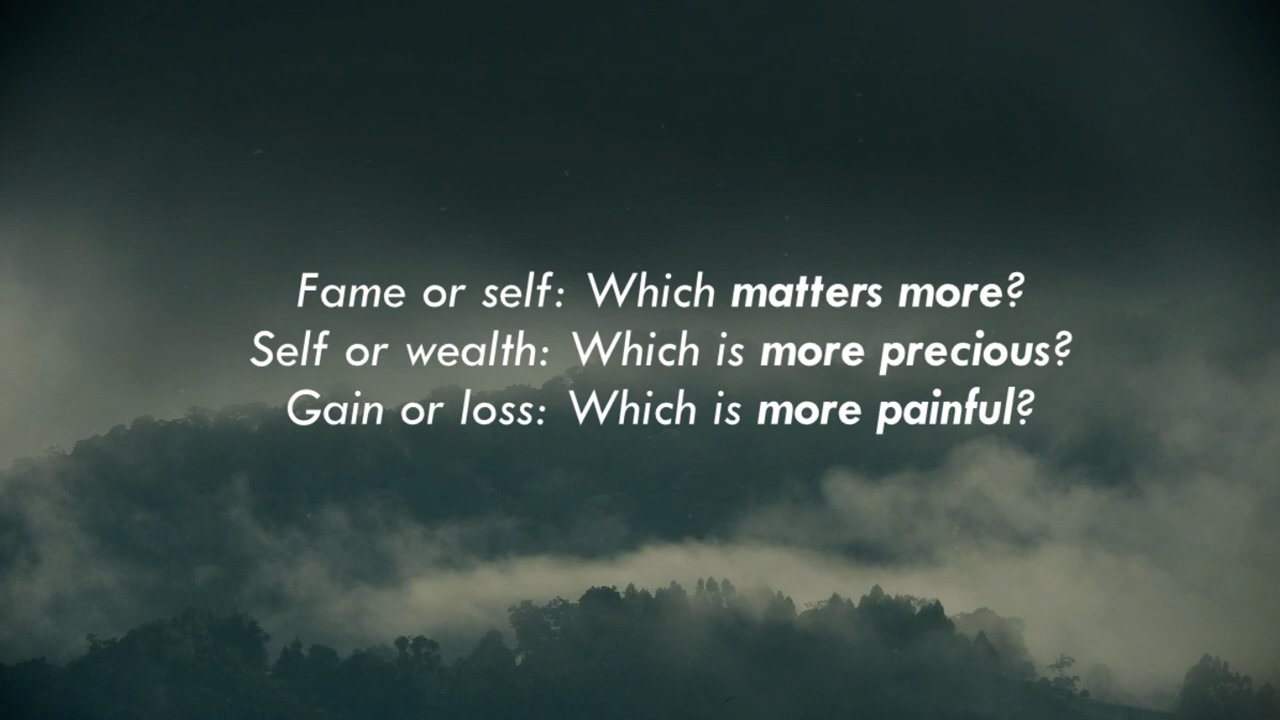 Fame or self: Which matters more?
Self or wealth: Which is more precious?
Gain or loss: Which is more painful?